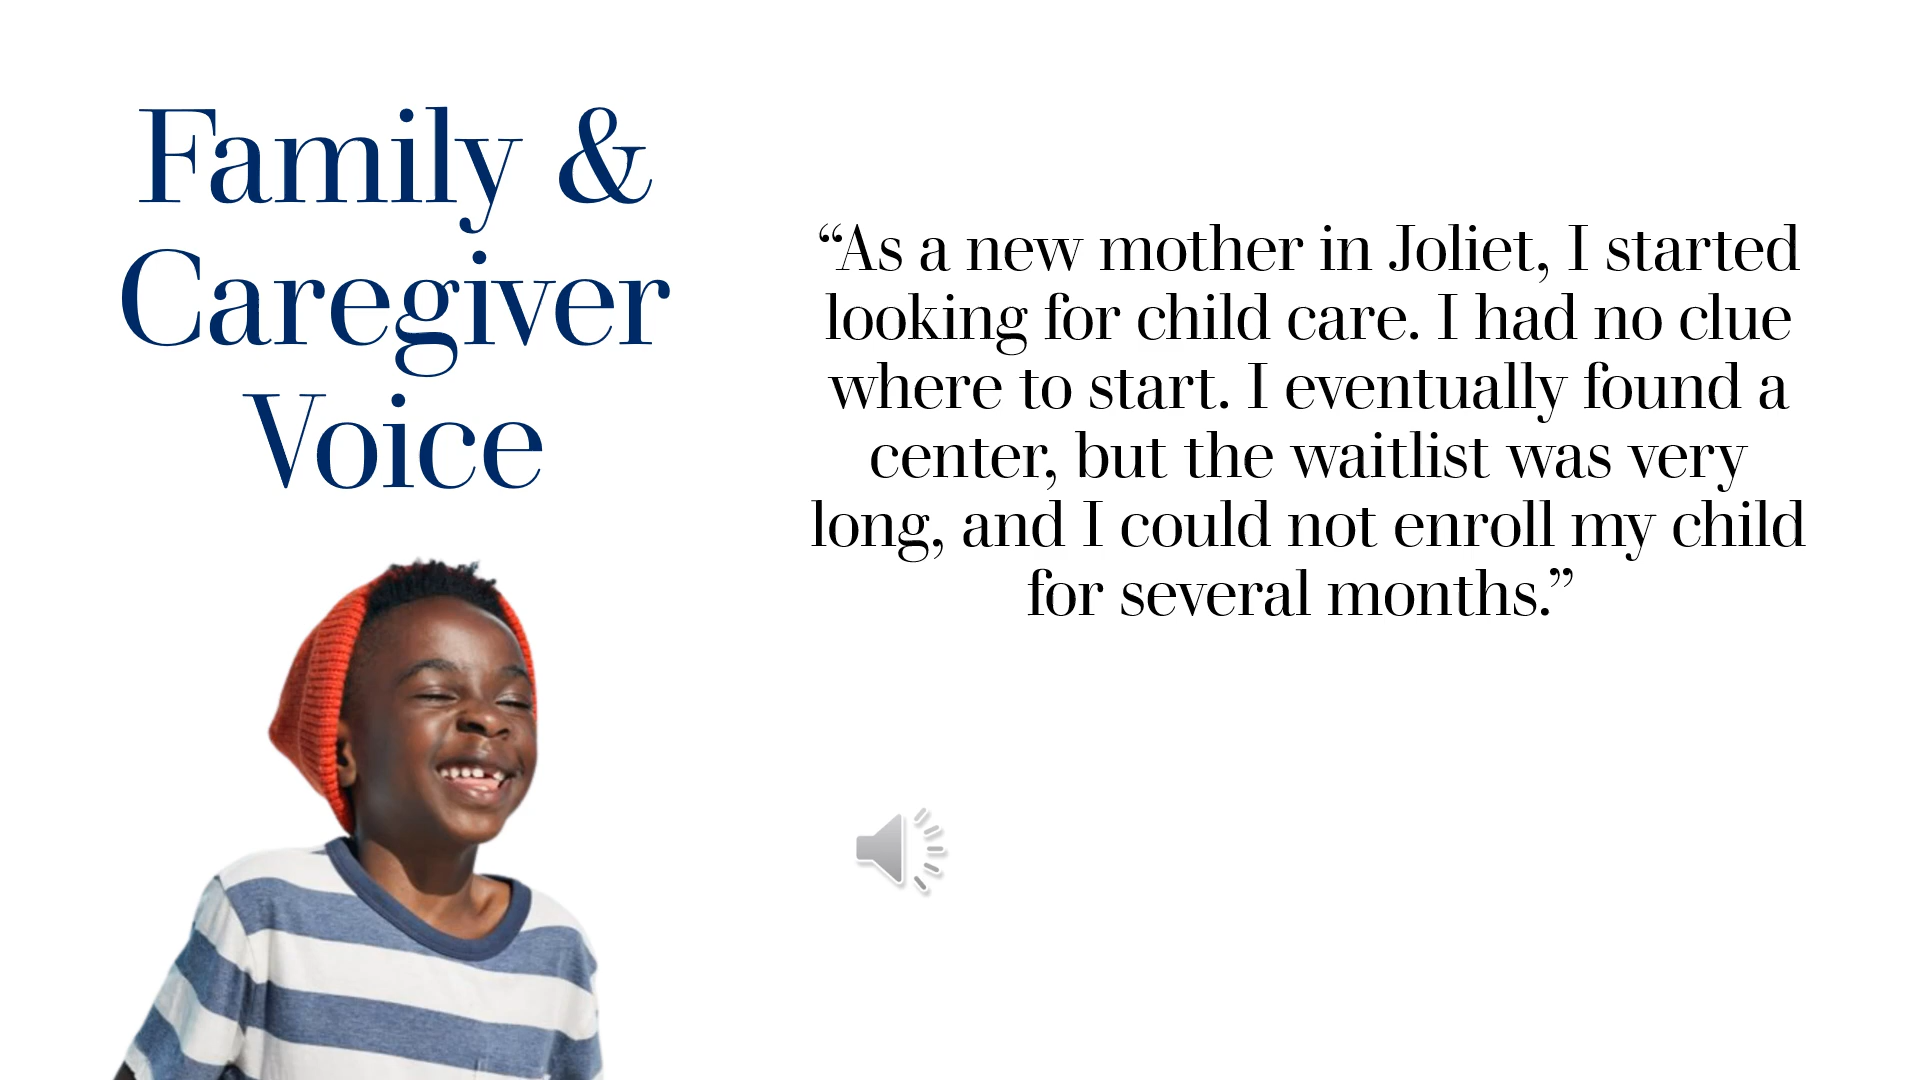 Family &
Caregiver
Voice
“As a new mother in Joliet, I started
looking for child care. I had no clue
where to start. I eventually found a
center, but the waitlist was very
long, and I could not enroll my child
for several months.”